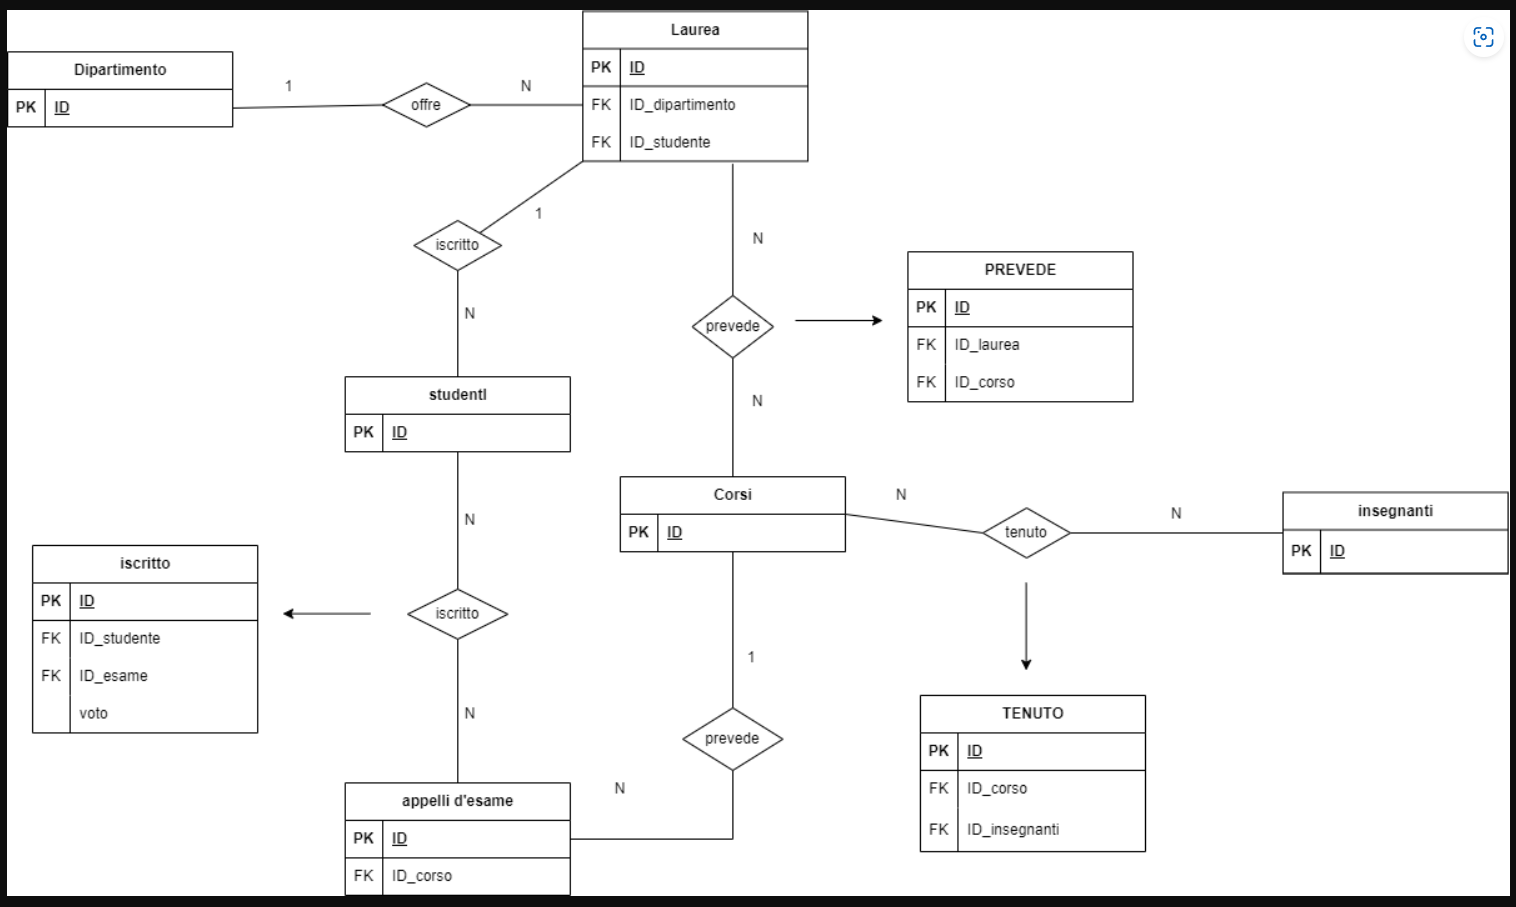 Laurea
PK ID
FK ID_dipartimento
FK ID_studente
Dipartimento
PK ID
1
offre
N
1
iscritto
N
N
prevede
N
PREVEDE
PK ID
FK ID_laurea
FK ID_corso
studentI
PK ID
Corsi
PK ID
N
tenuto
N
insegnanti
PK ID
N
iscritto
N
iscritto
PK ID
FK ID_studente
FK ID_esame
voto
1
prevede
N
TENUTO
PK ID
FK ID_corso
FK ID_insegnanti
appelli d'esame
PK ID
FK ID_corso